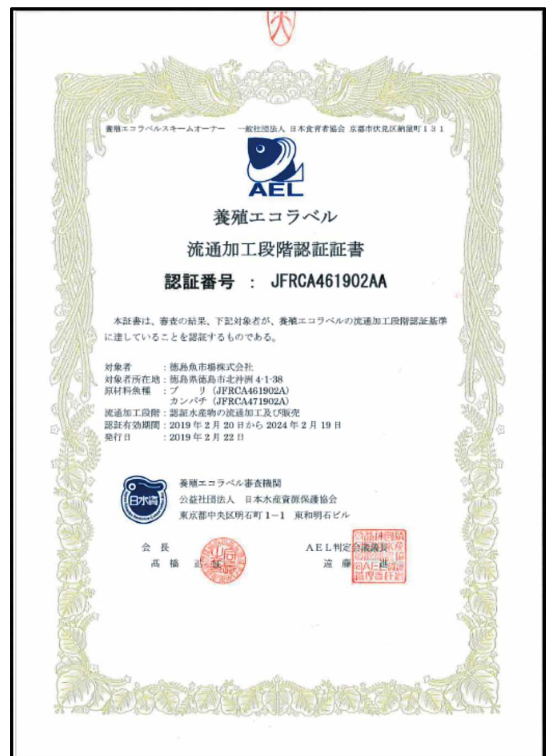 養殖エコラベルスキームオーナー 一般社団法人 日本食育者協会 京都市伏見区納屋町131
AEL
養殖エコラベル
流通加工段階認証証書
認証番号 : JFRCA461902AA
本証書は、審査の結果、下記対象者が、養殖エコラベルの流通加工段階認証基準
に達していることを認証するものである。
対象者 :徳島魚市場株式会社
対象者所在地:徳島県徳島市北沖洲 4-1-38
原材料魚種 :ブ リ (JFRCA461902A)
カンパチ (JFRCA471902A)
流通加工段階:認証水産物の流通加工及び販売
認証有効期間:2019 年 2 月 20 日から 2024 年 2 月 19 日
発行日 :2019 年 2 月 22 日
日水資
養殖エコラベル審査機関
公益社団法人 日本水産資源保護協会
東京都中央区明石町 1-1 東和明石ビル
会 長
髙 橋 正
AEL判定会議議長
遠 藤 進